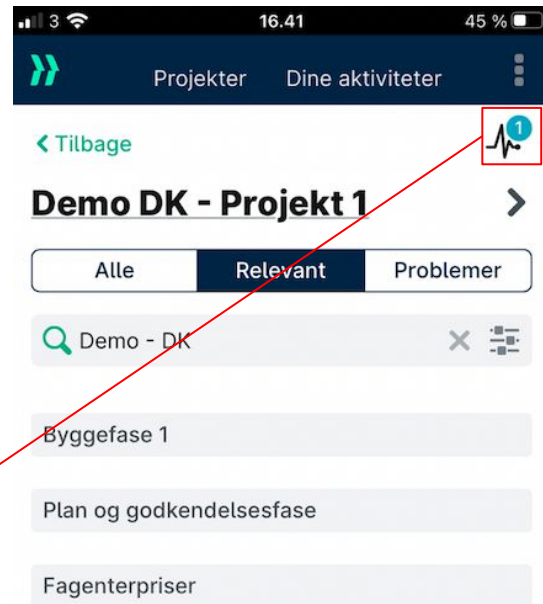 3 16.41 45 %
Projekter Dine aktiviteter
Tilbage
1
Demo DK - Projekt 1
Alle Relevant Problemer
Demo - DK
Byggefase 1
Plan og godkendelsesfase
Fagenterpriser